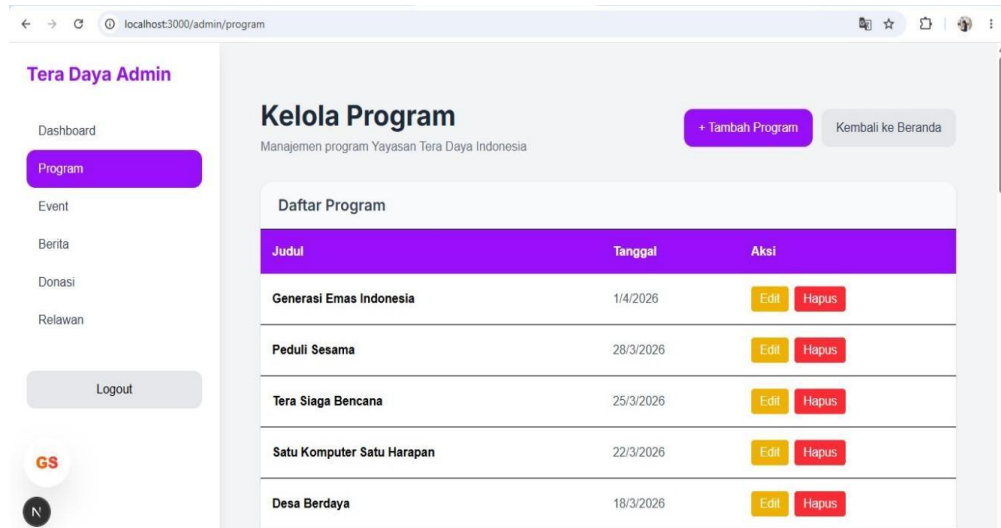 localhost:3000/admin/program
Tera Daya Admin
Dashboard
Program
Event
Berita
Donasi
Relawan
Logout
GS
N
Kelola Program
Manajemen program Yayasan Tera Daya Indonesia
+ Tambah Program
Kembali ke Beranda
Daftar Program
Judul Tanggal Aksi
Generasi Emas Indonesia 1/4/2026 Edit Hapus
Peduli Sesama 28/3/2026 Edit Hapus
Tera Siaga Bencana 25/3/2026 Edit Hapus
Satu Komputer Satu Harapan 22/3/2026 Edit Hapus
Desa Berdaya 18/3/2026 Edit Hapus